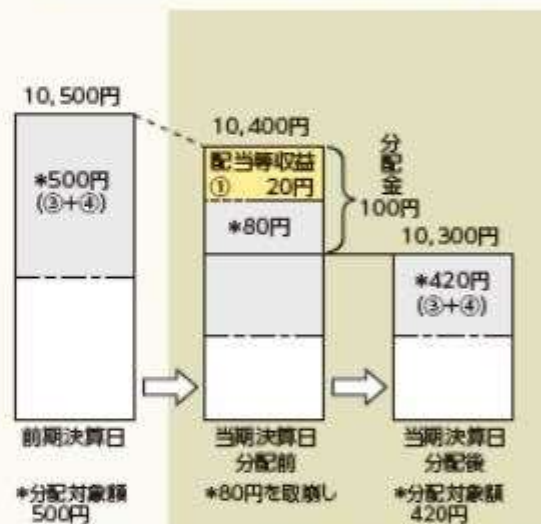 10,500円
*500円
(③+④)
前期決算日
*分配対象額
500円
10,400円
配当等収益
① 20円
*80円
分配金
100円
当期決算日
分配前
*80円を取崩し
10,300円
*420円
(③+④)
当期決算日
分配後
*分配対象額
420円